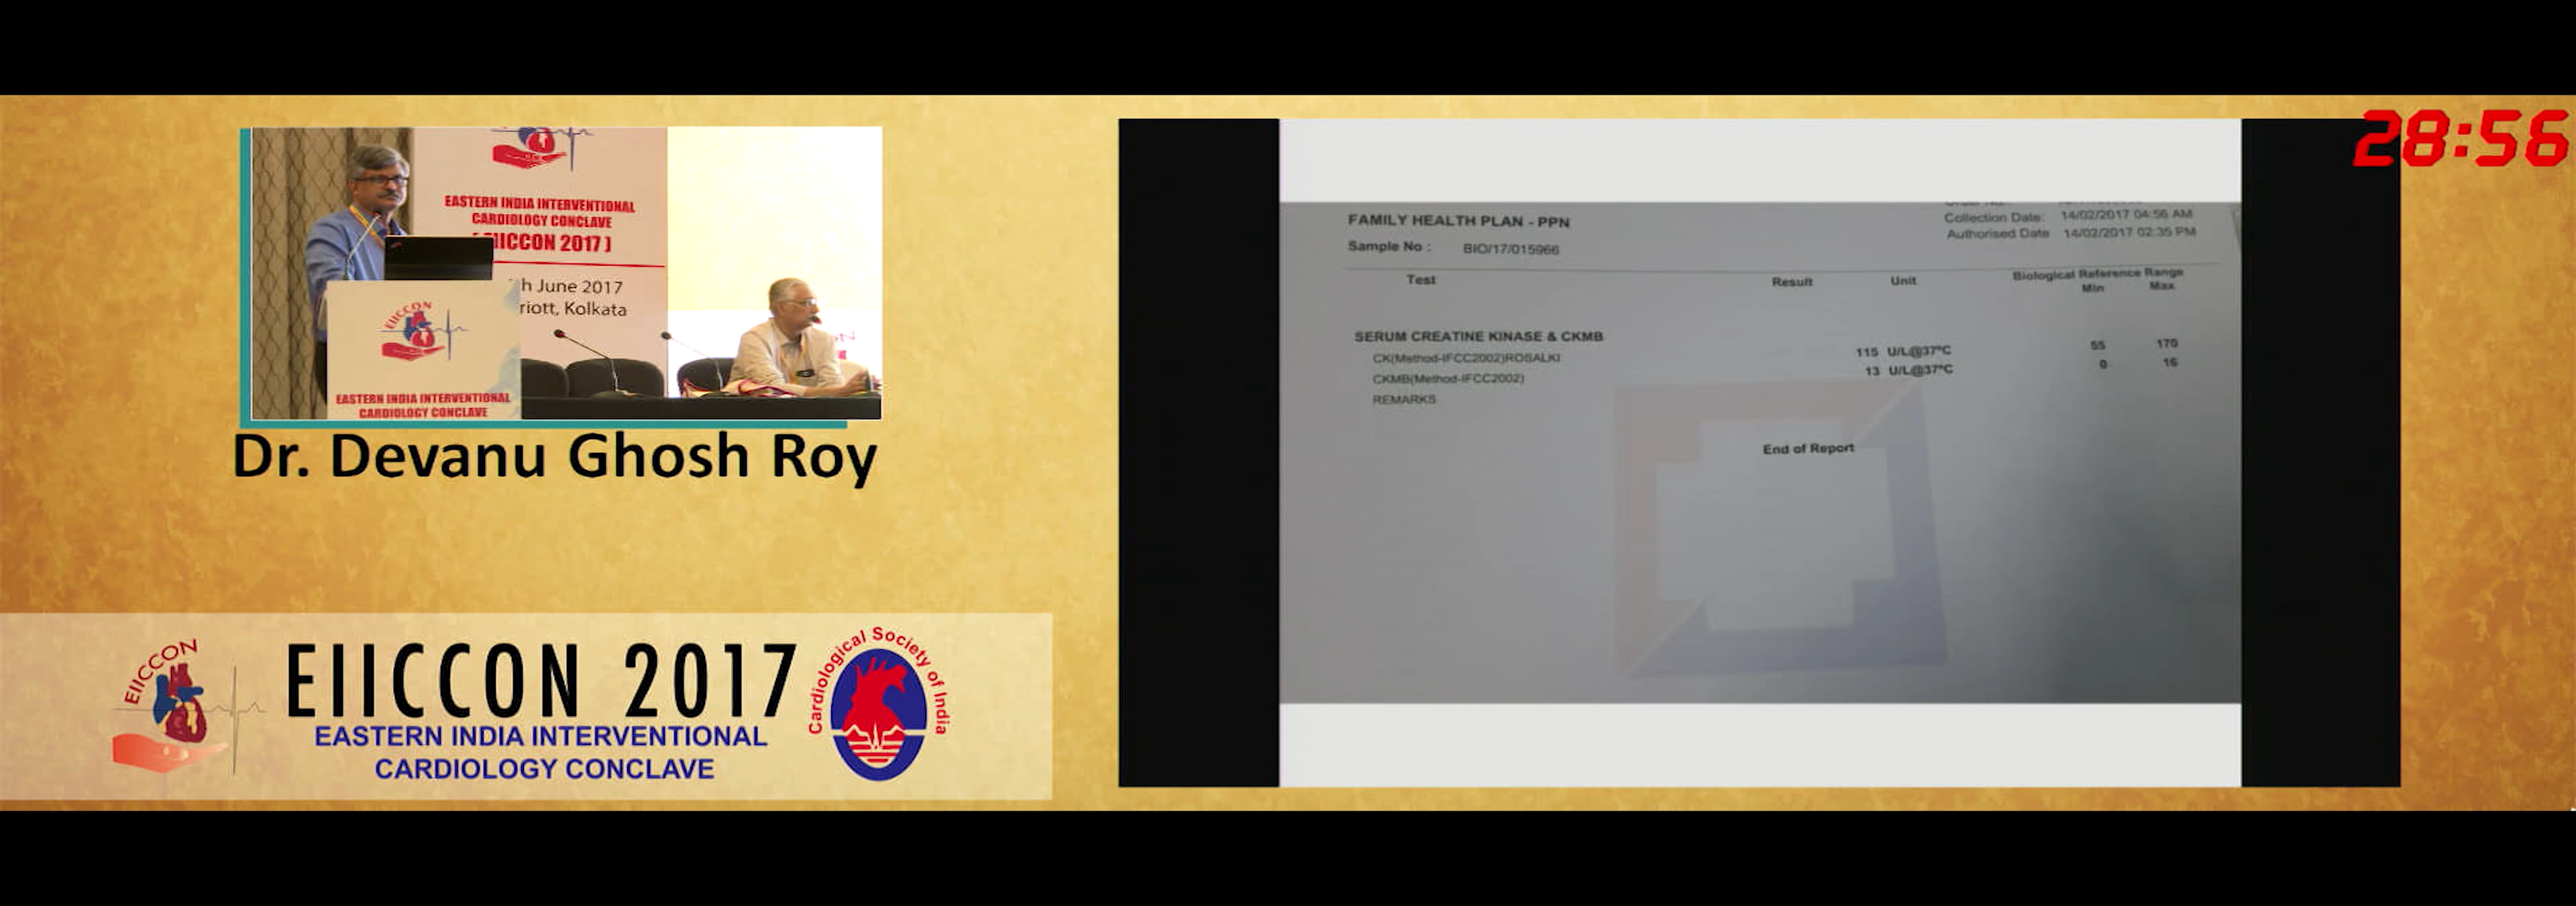 28:56
EASTERN INDIA INTERVENTIONAL
CARDIOLOGY CONCLAVE
IICCON 2017 )
h June 2017
riott, Kolkata
EIICCON
EASTERN INDIA INTERVENTIONAL
CARDIOLOGY CONCLAVE
Dr. Devanu Ghosh Roy
EIICCON
EIICCON 2017
EASTERN INDIA INTERVENTIONAL
CARDIOLOGY CONCLAVE
Cardiological Society of India
FAMILY HEALTH PLAN - PPN
Collection Date: 14/02/2017 04:56 AM
Authorised Date 14/02/2017 02:35 PM
Sample No : BIO/17/015966
Test Result Unit Biological Reference Range
Min Max
SERUM CREATINE KINASE & CKMB
CK(Method-IFCC2002)ROSALKI 115 U/L@37°C 55 170
CKMB(Method-IFCC2002) 13 U/L@37°C 0 16
REMARKS
End of Report